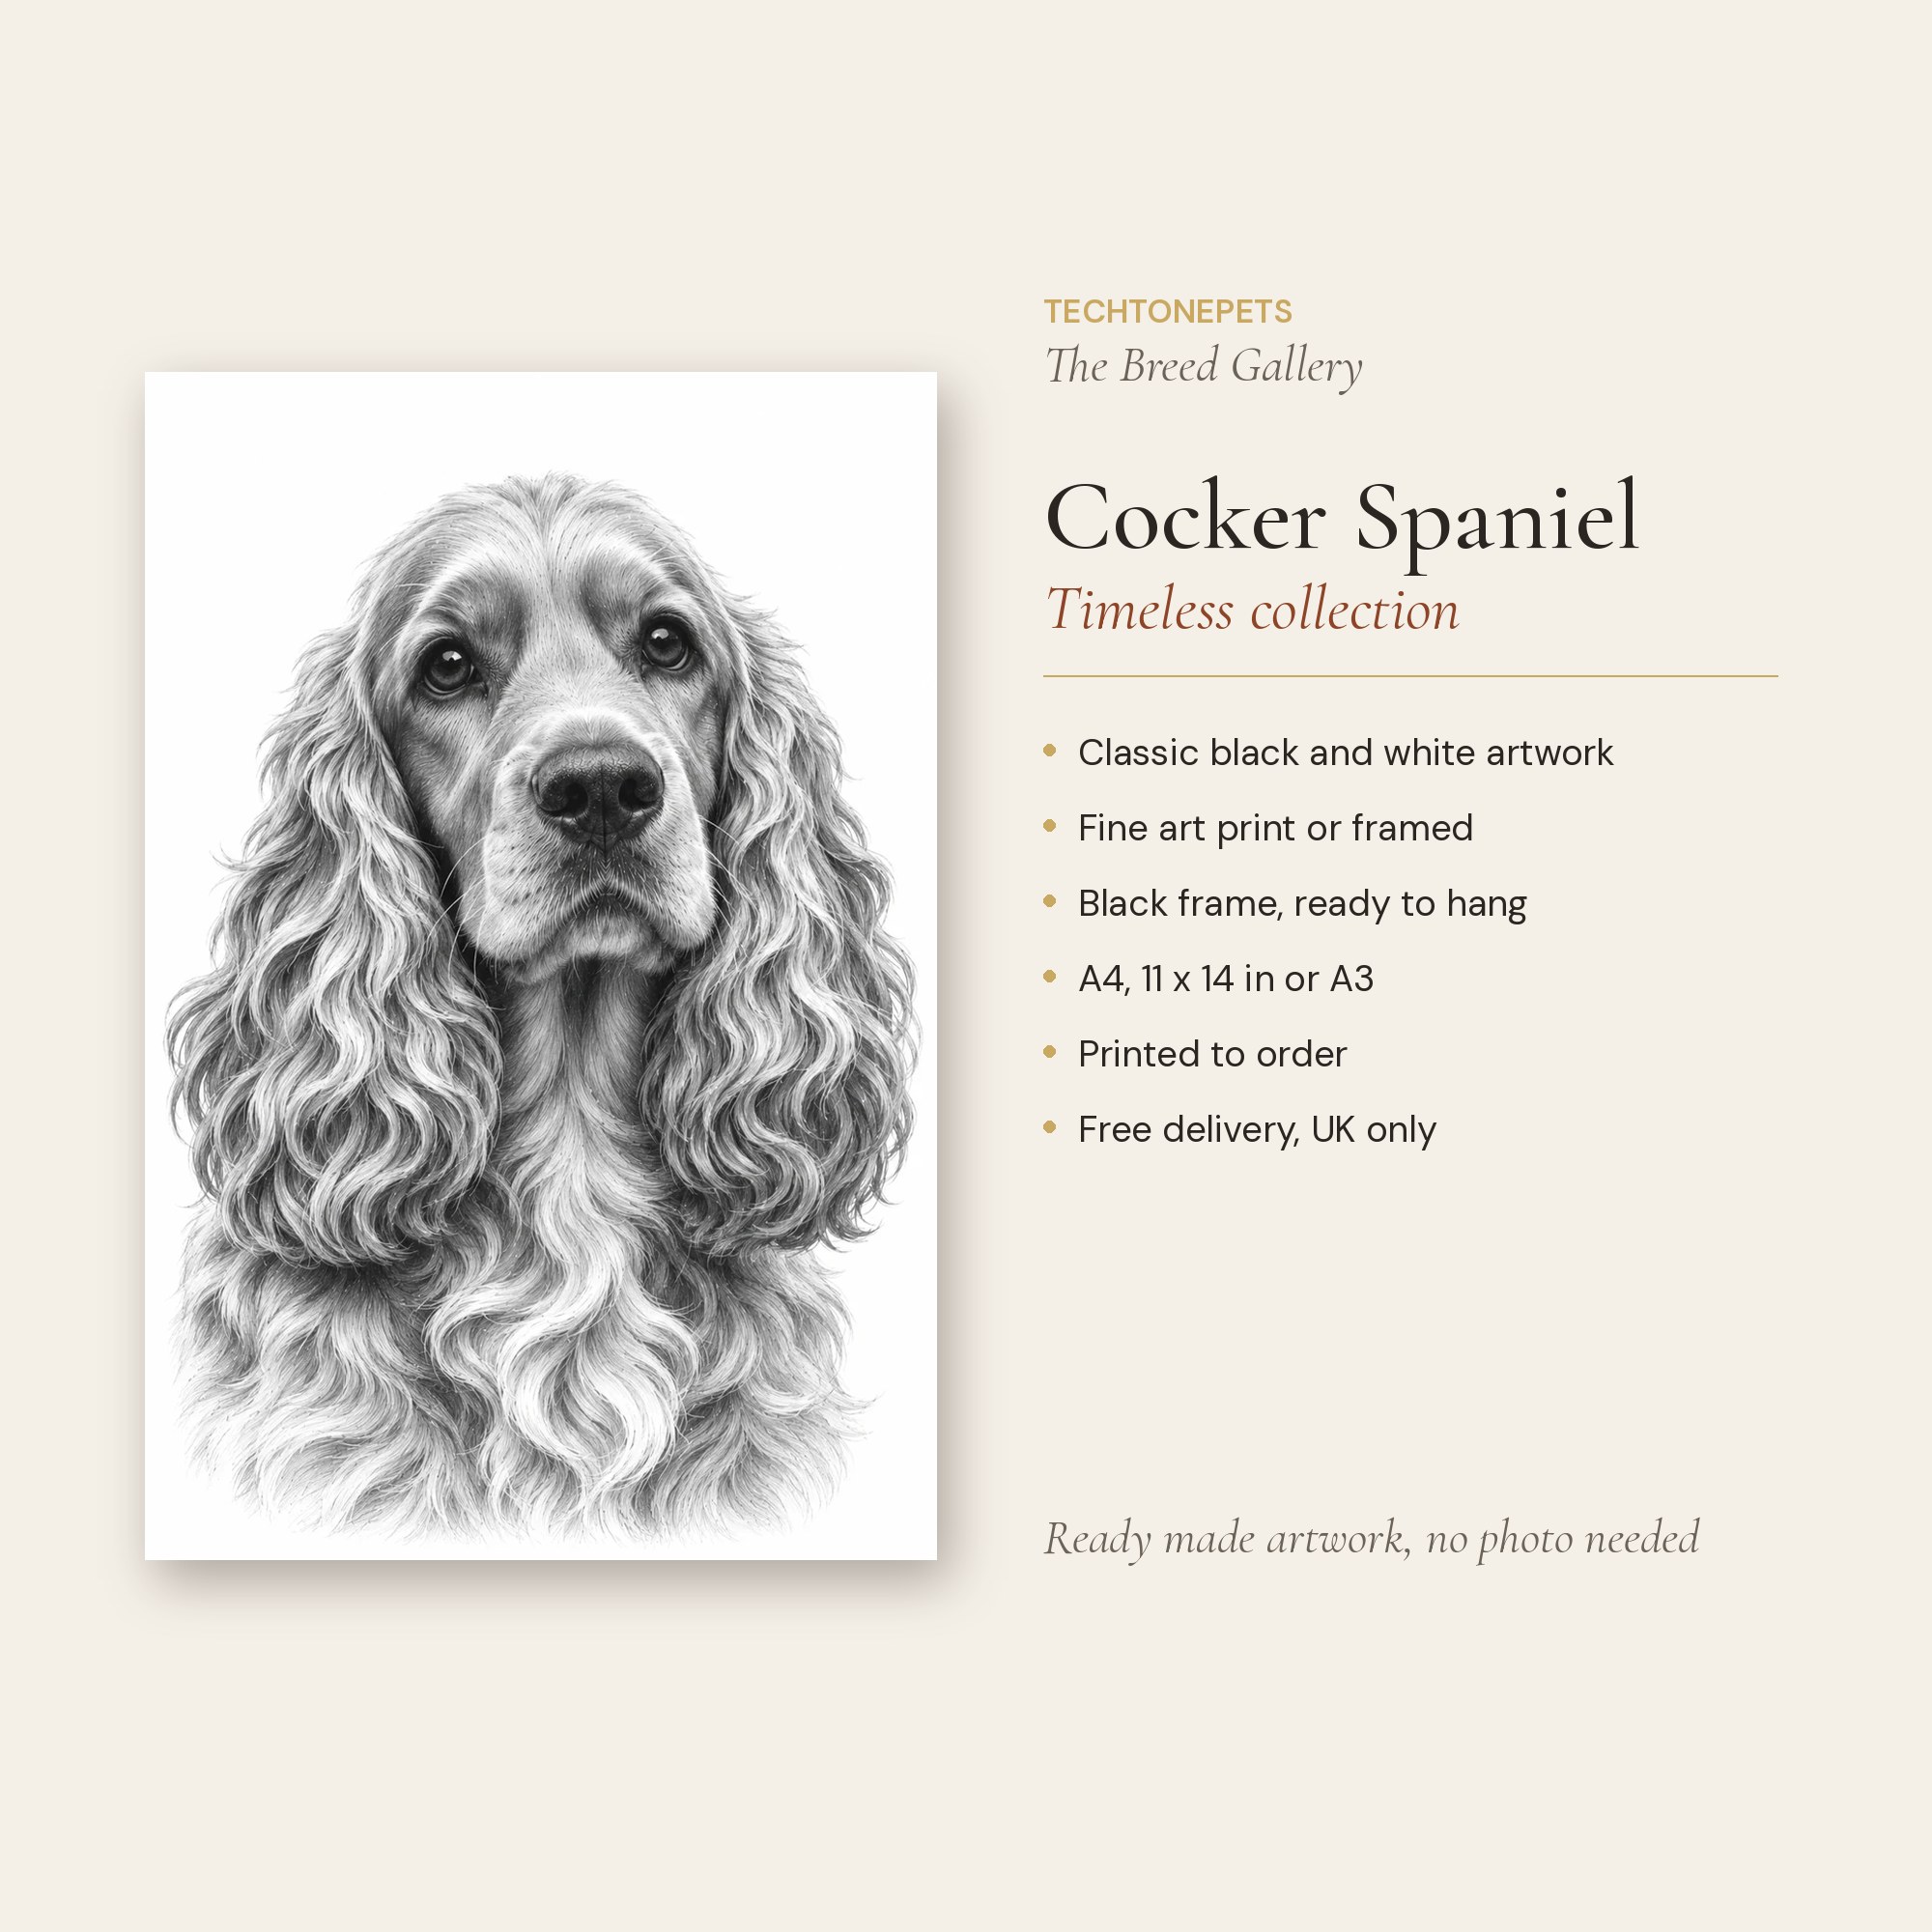 TECHTONEPETS
The Breed Gallery
Cocker Spaniel
Timeless collection
Classic black and white artwork
Fine art print or framed
Black frame, ready to hang
A4, 11 x 14 in or A3
Printed to order
Free delivery, UK only
Ready made artwork, no photo needed